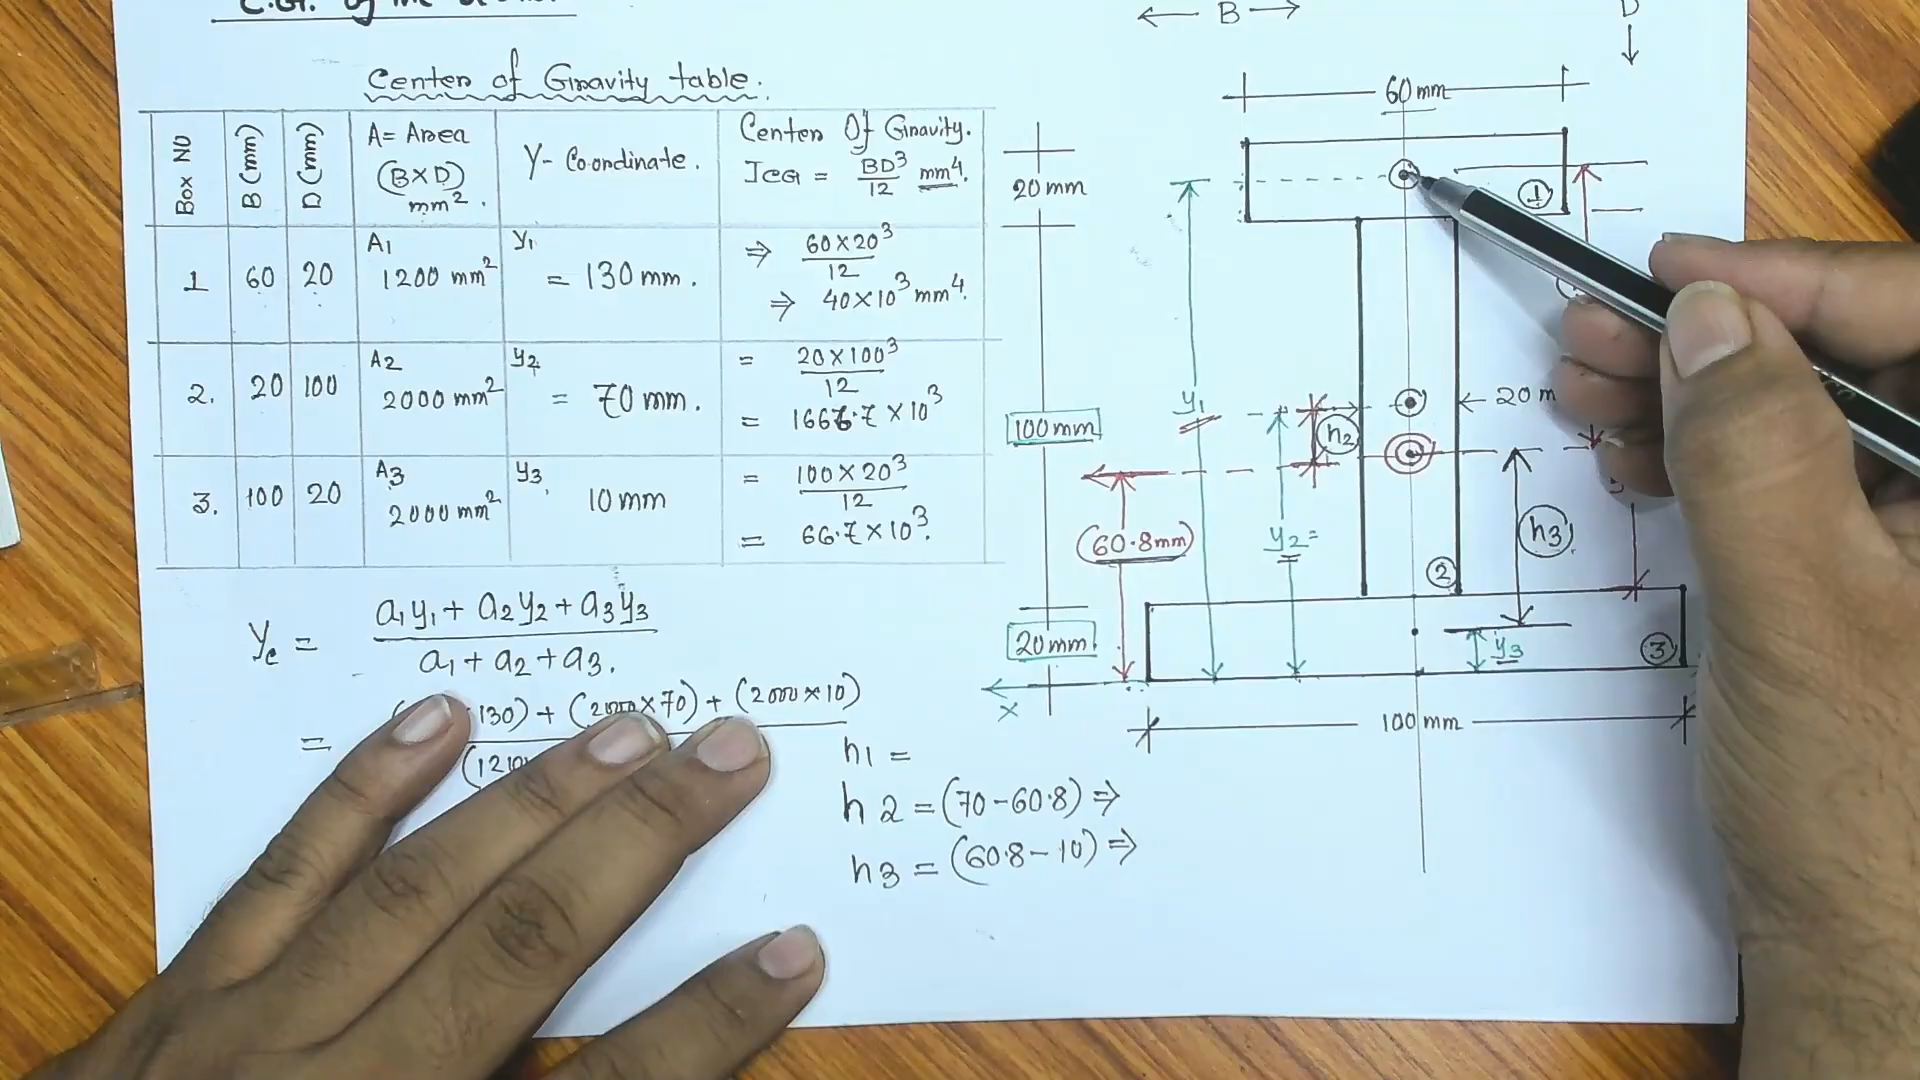 C.G. of the
Center of Gravity table.
Box NO
B (mm)
D (mm)
A = Area
(B×D)
mm².
Y- Co-ordinate.
Center Of Gravity.
ICG = BD³/12 mm⁴.
1
60
20
A1
1200 mm²
y1
= 130 mm.
⇒ 60×20³/12
⇒ 40×10³ mm⁴.
2.
20
100
A2
2000 mm²
y2
= 70 mm.
= 20×100³/12
= 1666.7 × 10³
3.
100
20
A3
2000 mm²
y3.
10 mm
= 100×20³/12
= 66.7×10³.
Yc = a1y1 + a2y2 + a3y3
a1 + a2 + a3.
= 130) + (2000×70) + (2000×10)
h1 =
h2 = (70-60.8) ⇒
h3 = (60.8-10) ⇒
← B →
D
60 mm
20 mm
1
y1
← 20 m
100 mm
h2
(60.8mm)
y2=
h3
2
20 mm
y3
3
x
100 mm